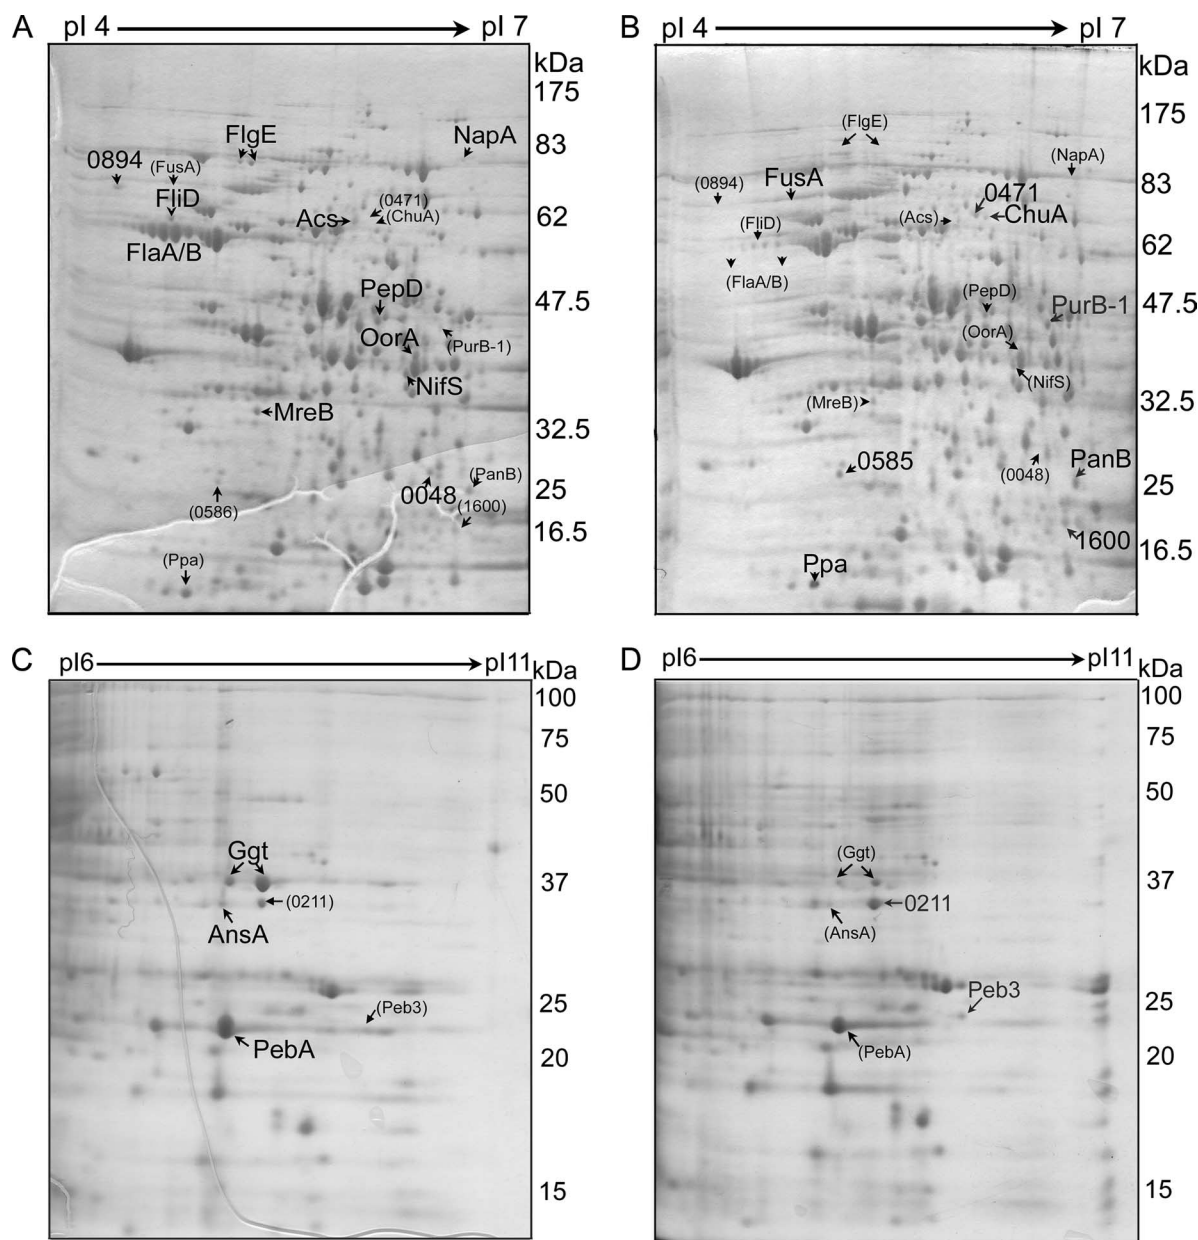 A
pI 4
pI 7
kDa
175
83
62
47.5
32.5
25
16.5
FlgE
NapA
0894
(FusA)
FliD
(0471)
Acs
(ChuA)
FlaA/B
PepD
OorA
(PurB-1)
NifS
MreB
(PanB)
0048
(0586)
(1600)
(Ppa)
B
pI 4
pI 7
kDa
175
83
62
47.5
32.5
25
16.5
(FlgE)
(NapA)
(0894)
FusA
0471
(Acs)
ChuA
(FliD)
(FlaA/B)
(PepD)
PurB-1
(OorA)
(NifS)
(MreB)
0585
(0048)
PanB
1600
Ppa
C
pI6
pI11
kDa
100
75
50
37
25
20
15
Ggt
(0211)
AnsA
(Peb3)
PebA
D
pI6
pI11
kDa
100
75
50
37
25
20
15
(Ggt)
0211
(AnsA)
Peb3
(PebA)